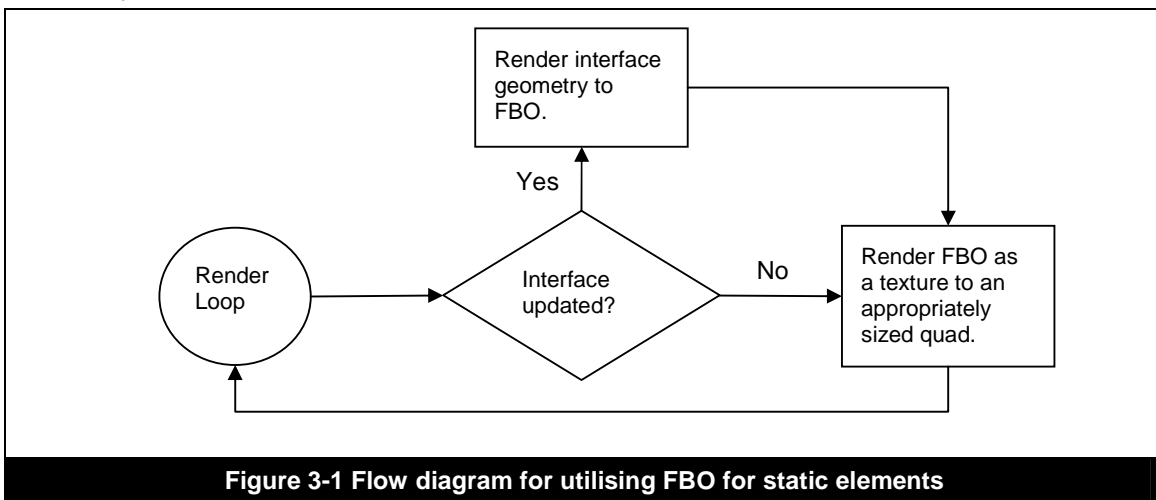 Render interface
geometry to
FBO.
Yes
Render
Loop
Interface
updated?
No
Render FBO as
a texture to an
appropriately
sized quad.
Figure 3-1 Flow diagram for utilising FBO for static elements